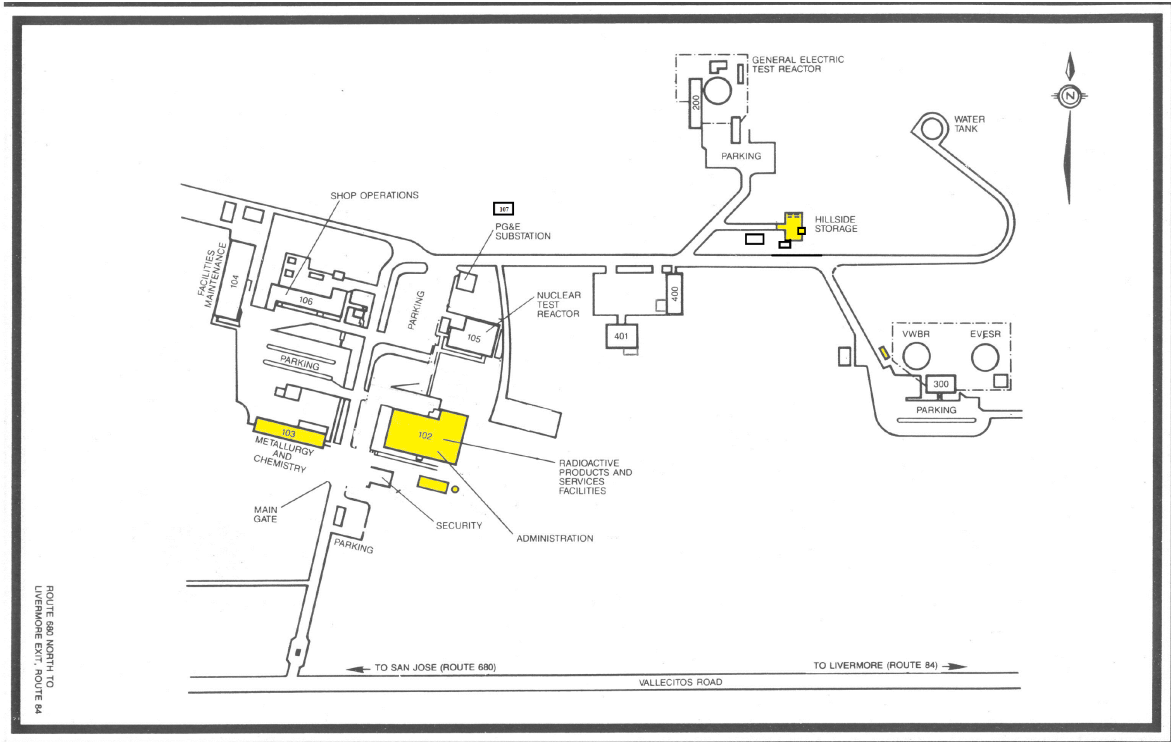 GENERAL ELECTRIC
TEST REACTOR
200
PARKING
N
WATER
TANK
SHOP OPERATIONS
107
PG&E
SUBSTATION
HILLSIDE
STORAGE
FACILITIES
MAINTENANCE
104
106
PARKING
NUCLEAR
TEST
REACTOR
105
400
401
PARKING
VWBR
EVESR
300
PARKING
103
METALLURGY
AND
CHEMISTRY
102
RADIOACTIVE
PRODUCTS AND
SERVICES
FACILITIES
MAIN
GATE
SECURITY
ADMINISTRATION
PARKING
ROUTE 680 NORTH TO
LIVERMORE EXIT, ROUTE 84
TO SAN JOSE (ROUTE 680)
TO LIVERMORE (ROUTE 84)
VALLECITOS ROAD